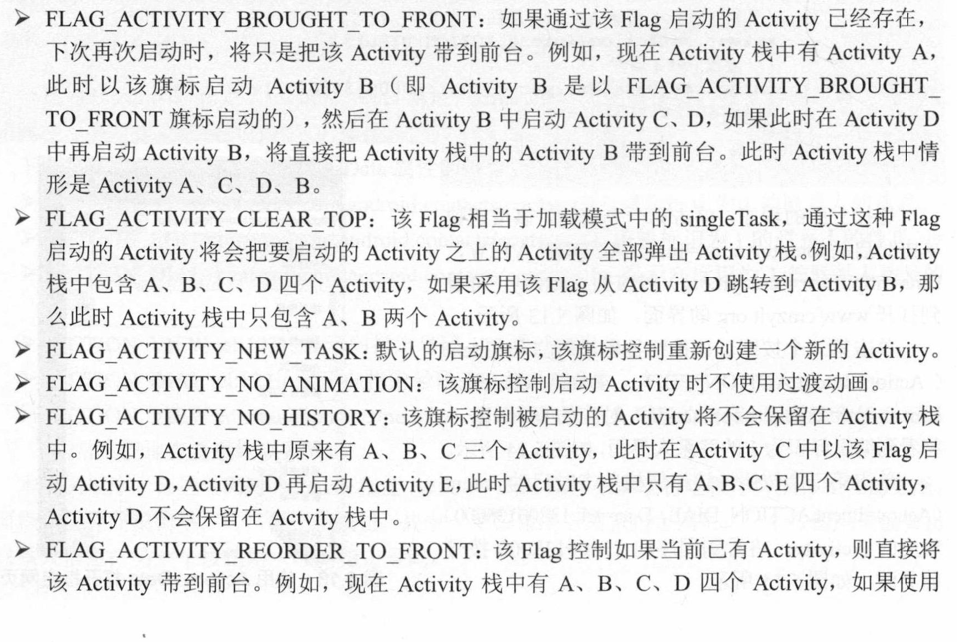 ➢ FLAG_ACTIVITY_BROUGHT_TO_FRONT：如果通过该 Flag 启动的 Activity 已经存在，
下次再次启动时，将只是把该 Activity 带到前台。例如，现在 Activity 栈中有 Activity A，
此时以该旗标启动 Activity B（即 Activity B 是以 FLAG_ACTIVITY_BROUGHT_
TO_FRONT 旗标启动的），然后在 Activity B 中启动 Activity C、D，如果此时在 Activity D
中再启动 Activity B，将直接把 Activity 栈中的 Activity B 带到前台。此时 Activity 栈中情
形是 Activity A、C、D、B。
➢ FLAG_ACTIVITY_CLEAR_TOP：该 Flag 相当于加载模式中的 singleTask，通过这种 Flag
启动的 Activity 将会把要启动的 Activity 之上的 Activity 全部弹出 Activity 栈。例如，Activity
栈中包含 A、B、C、D 四个 Activity，如果采用该 Flag 从 Activity D 跳转到 Activity B，那
么此时 Activity 栈中只包含 A、B 两个 Activity。
➢ FLAG_ACTIVITY_NEW_TASK：默认的启动旗标，该旗标控制重新创建一个新的 Activity。
➢ FLAG_ACTIVITY_NO_ANIMATION：该旗标控制启动 Activity 时不使用过渡动画。
➢ FLAG_ACTIVITY_NO_HISTORY：该旗标控制被启动的 Activity 将不会保留在 Activity 栈
中。例如，Activity 栈中原来有 A、B、C 三个 Activity，此时在 Activity C 中以该 Flag 启
动 Activity D，Activity D 再启动 Activity E，此时 Activity 栈中只有 A、B、C、E 四个 Activity，
Activity D 不会保留在 Actvity 栈中。
➢ FLAG_ACTIVITY_REORDER_TO_FRONT：该 Flag 控制如果当前已有 Activity，则直接将
该 Activity 带到前台。例如，现在 Activity 栈中有 A、B、C、D 四个 Activity，如果使用